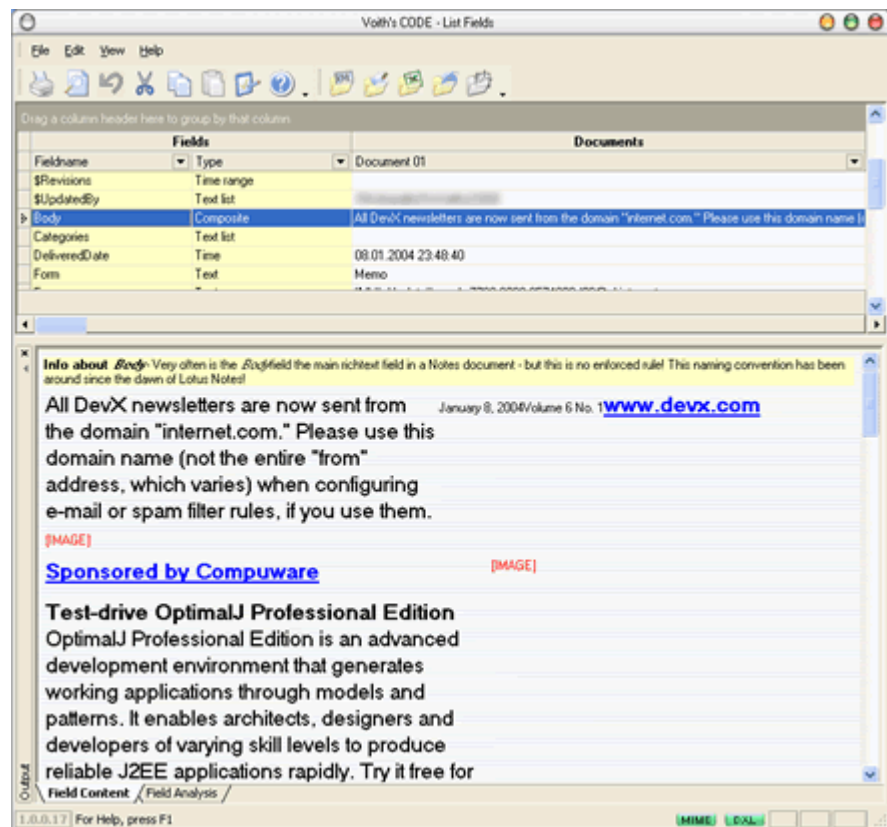 Voith's CODE - List Fields
File Edit View Help
Drag a column header here to group by that column
Fields Documents
Fieldname Type Document 01
$Revisions Time range
$UpdatedBy Text list
Body Composite All DevX newsletters are now sent from the domain "internet.com." Please use this domain name
Categories Text list
DeliveredDate Time 08.01.2004 23:48:40
Form Text Memo
Info about Body: Very often is the Body field the main richtext field in a Notes document - but this is no enforced rule! This naming convention has been
around since the dawn of Lotus Notes!
All DevX newsletters are now sent from
the domain "internet.com." Please use this
domain name (not the entire "from"
address, which varies) when configuring
e-mail or spam filter rules, if you use them.
January 8, 2004Volume 6 No. 1www.devx.com
[IMAGE]
Sponsored by Compuware
[IMAGE]
Test-drive OptimalJ Professional Edition
OptimalJ Professional Edition is an advanced
development environment that generates
working applications through models and
patterns. It enables architects, designers and
developers of varying skill levels to produce
reliable J2EE applications rapidly. Try it free for
Output
Field Content Field Analysis
1.0.0.17 For Help, press F1 MIME DXL